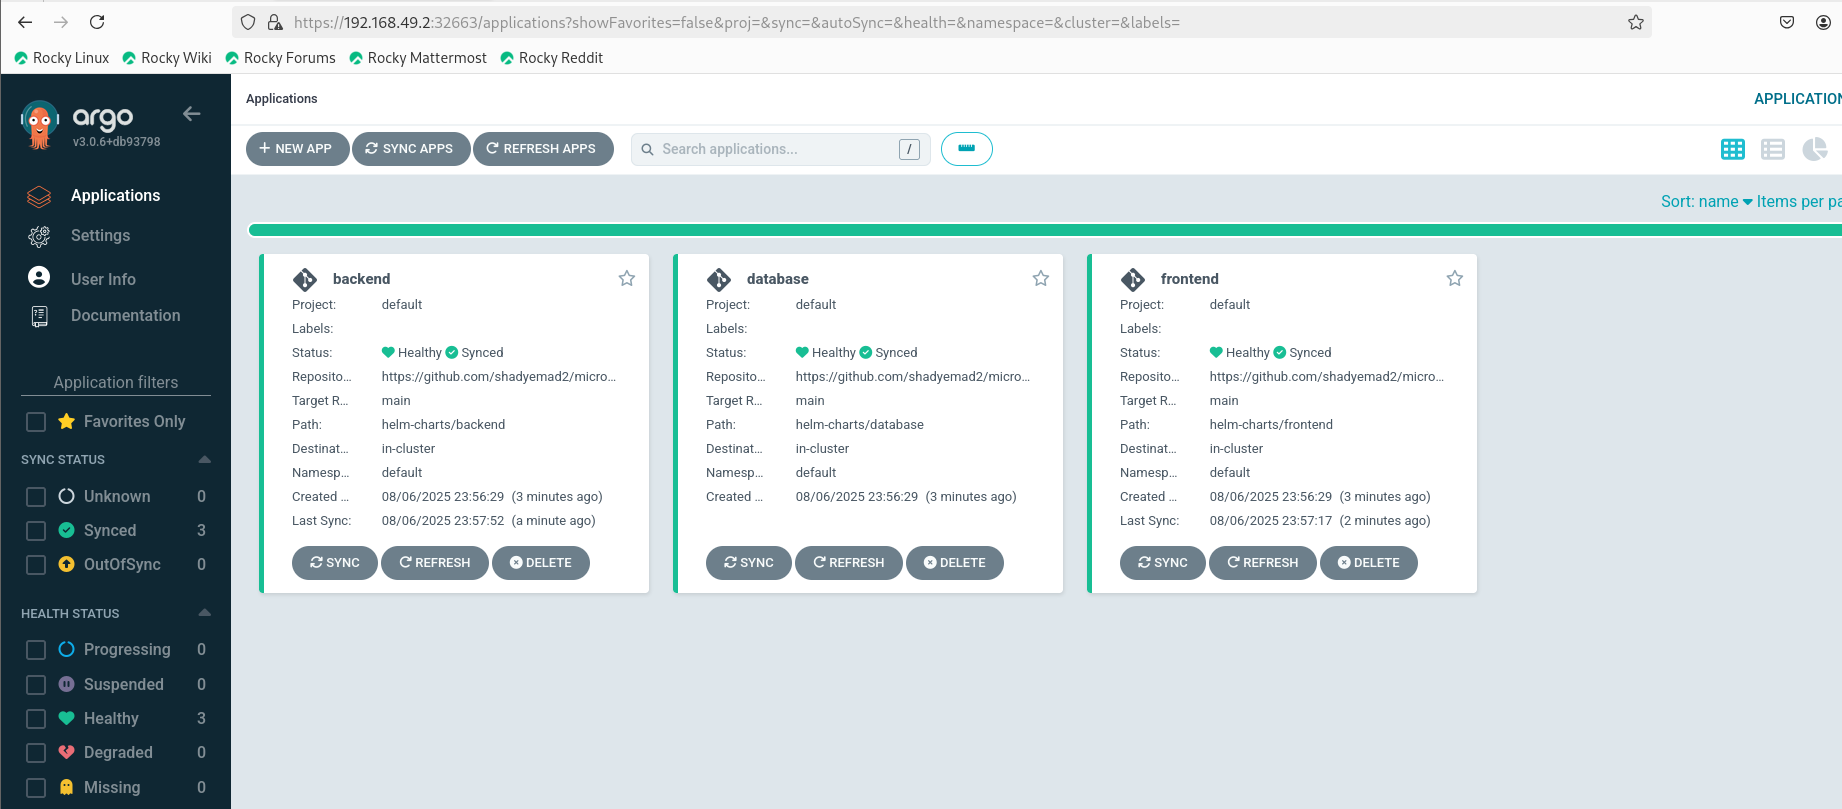 https://192.168.49.2:32663/applications?showFavorites=false&proj=&sync=&autoSync=&health=&namespace=&cluster=&labels=
Rocky Linux Rocky Wiki Rocky Forums Rocky Mattermost Rocky Reddit
argo
v3.0.6+db93798
Applications
Settings
User Info
Documentation
Application filters
Favorites Only
SYNC STATUS
Unknown 0
Synced 3
OutOfSync 0
HEALTH STATUS
Progressing 0
Suspended 0
Healthy 3
Degraded 0
Missing 0
Applications APPLICATION
NEW APP SYNC APPS REFRESH APPS Search applications... /
Sort: name Items per pa
backend
Project: default
Labels:
Status: Healthy Synced
Reposito... https://github.com/shadyemad2/micro...
Target R... main
Path: helm-charts/backend
Destinat... in-cluster
Namesp... default
Created ... 08/06/2025 23:56:29 (3 minutes ago)
Last Sync: 08/06/2025 23:57:52 (a minute ago)
SYNC REFRESH DELETE
database
Project: default
Labels:
Status: Healthy Synced
Reposito... https://github.com/shadyemad2/micro...
Target R... main
Path: helm-charts/database
Destinat... in-cluster
Namesp... default
Created ... 08/06/2025 23:56:29 (3 minutes ago)
SYNC REFRESH DELETE
frontend
Project: default
Labels:
Status: Healthy Synced
Reposito... https://github.com/shadyemad2/micro...
Target R... main
Path: helm-charts/frontend
Destinat... in-cluster
Namesp... default
Created ... 08/06/2025 23:56:29 (3 minutes ago)
Last Sync: 08/06/2025 23:57:17 (2 minutes ago)
SYNC REFRESH DELETE